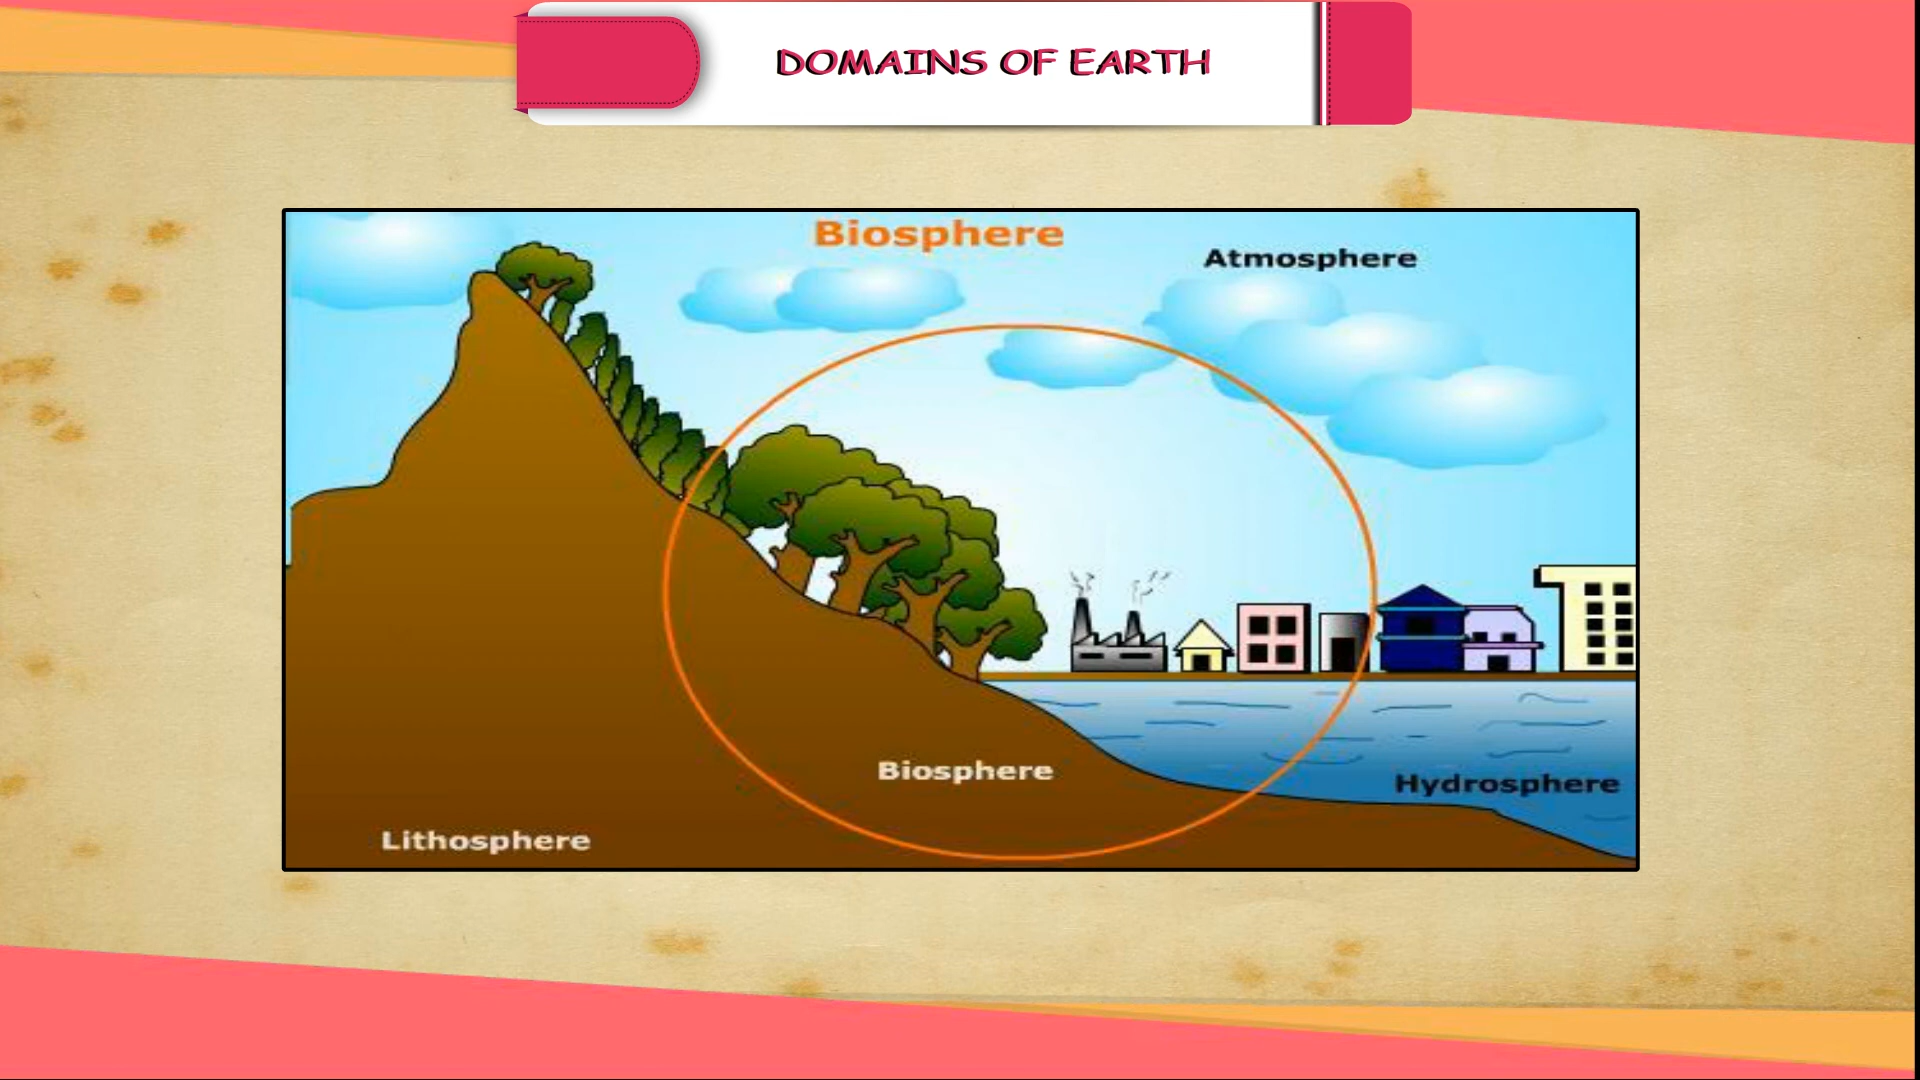 DOMAINS OF EARTH
Biosphere
Atmosphere
Biosphere
Hydrosphere
Lithosphere